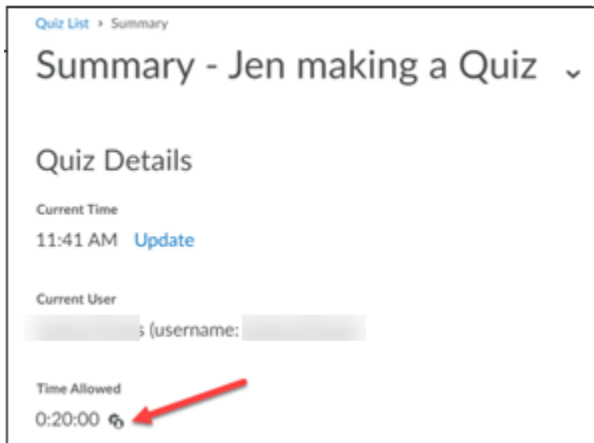 Quiz List › Summary
Summary - Jen making a Quiz
Quiz Details
Current Time
11:41 AM Update
Current User
s (username:
Time Allowed
0:20:00